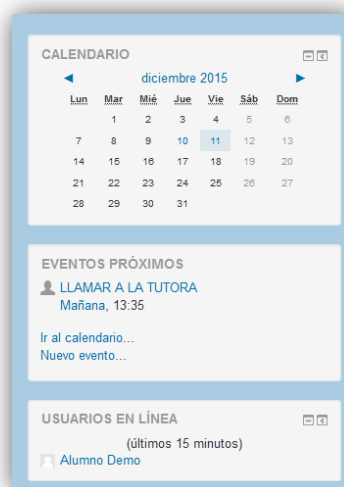 CALENDARIO
◄ diciembre 2015 ►
Lun Mar Mié Jue Vie Sáb Dom
1 2 3 4 5 6
7 8 9 10 11 12 13
14 15 16 17 18 19 20
21 22 23 24 25 26 27
28 29 30 31
EVENTOS PRÓXIMOS
LLAMAR A LA TUTORA
Mañana, 13:35
Ir al calendario...
Nuevo evento...
USUARIOS EN LÍNEA
(últimos 15 minutos)
Alumno Demo